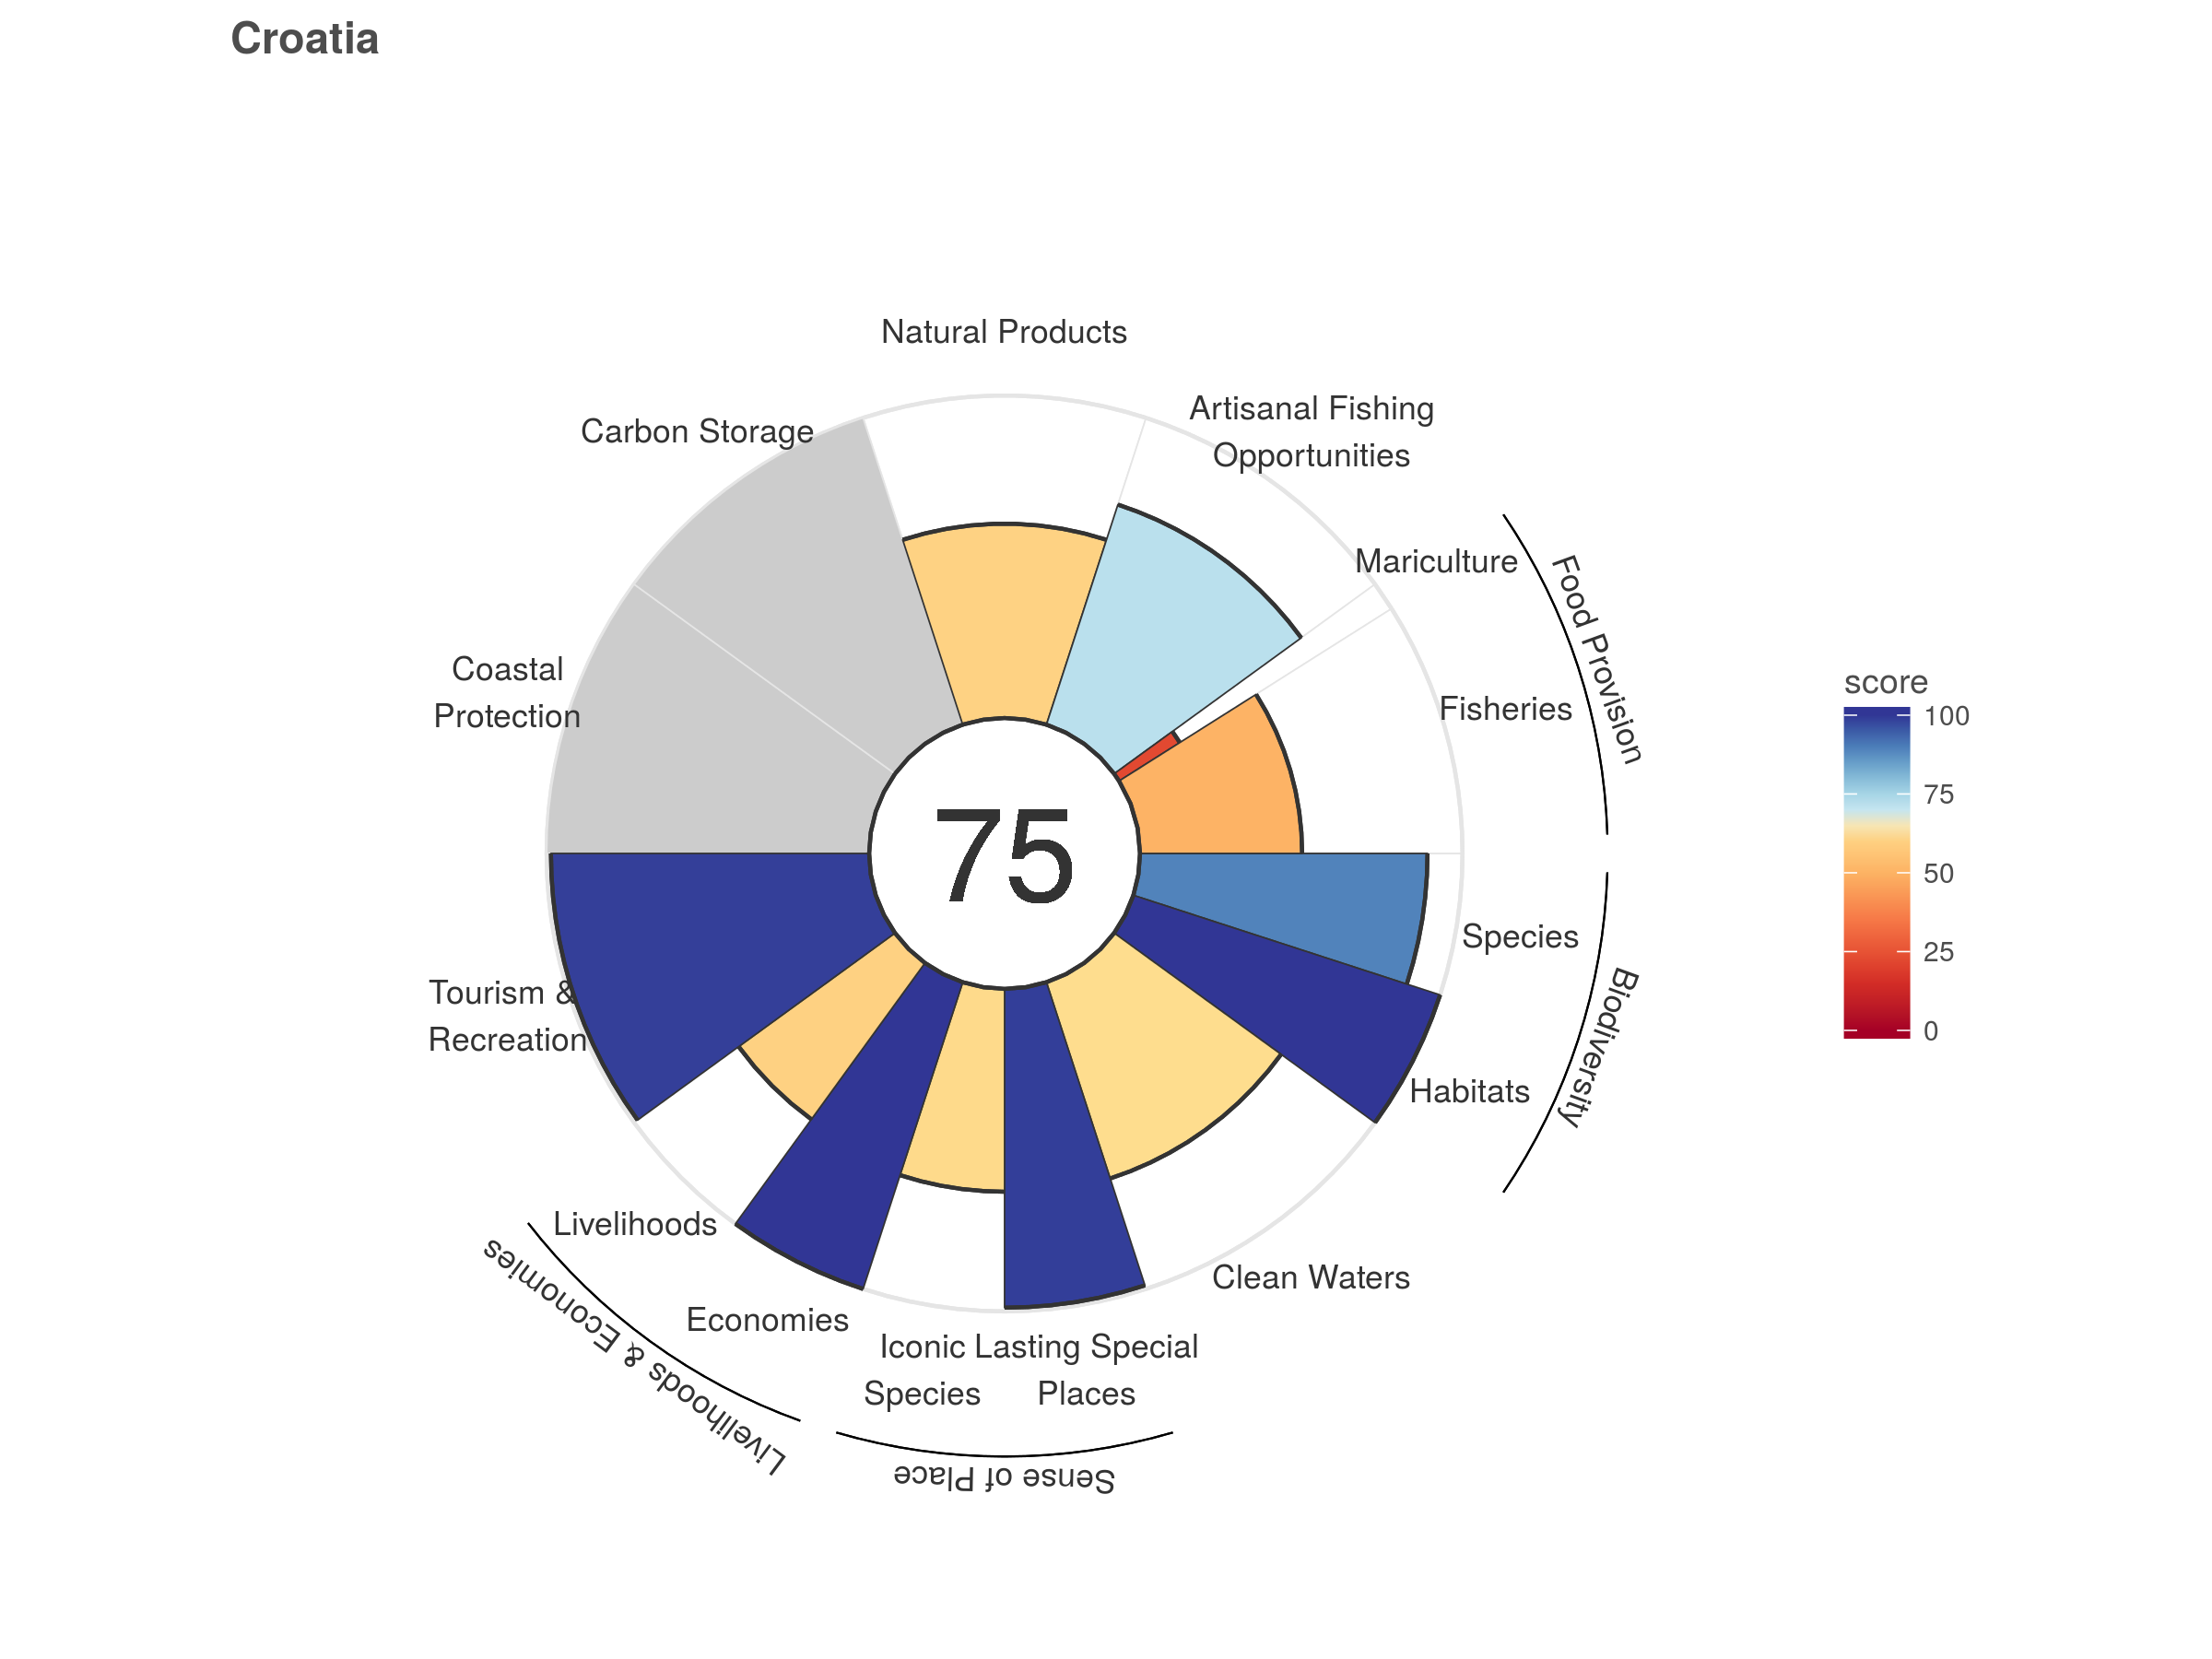 Croatia
Natural Products
Artisanal Fishing
Opportunities
Carbon Storage
Mariculture
Food Provision
Coastal
Protection
Fisheries
score
100
75
50
25
0
75
Species
Biodiversity
Tourism &
Recreation
Habitats
Livelihoods
Clean Waters
Economies
Livelihoods & Economies
Iconic
Species
Lasting Special
Places
Sense of Place